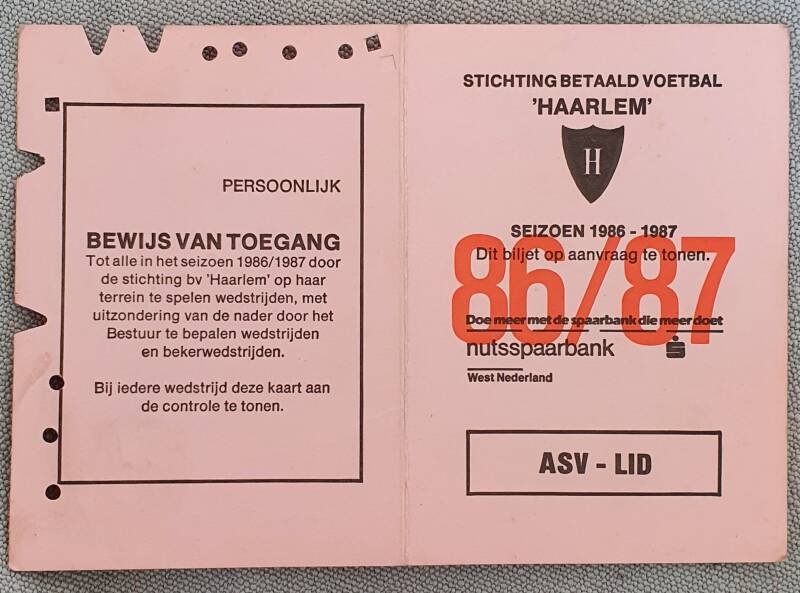 PERSOONLIJK
BEWIJS VAN TOEGANG
Tot alle in het seizoen 1986/1987 door
de stichting bv 'Haarlem' op haar
terrein te spelen wedstrijden, met
uitzondering van de nader door het
Bestuur te bepalen wedstrijden
en bekerwedstrijden.
Bij iedere wedstrijd deze kaart aan
de controle te tonen.
STICHTING BETAALD VOETBAL
'HAARLEM'
H
SEIZOEN 1986 - 1987
86/87
Dit biljet op aanvraag te tonen.
Doe meer met de spaarbank die meer doet
nutsspaarbank
West Nederland
ASV - LID